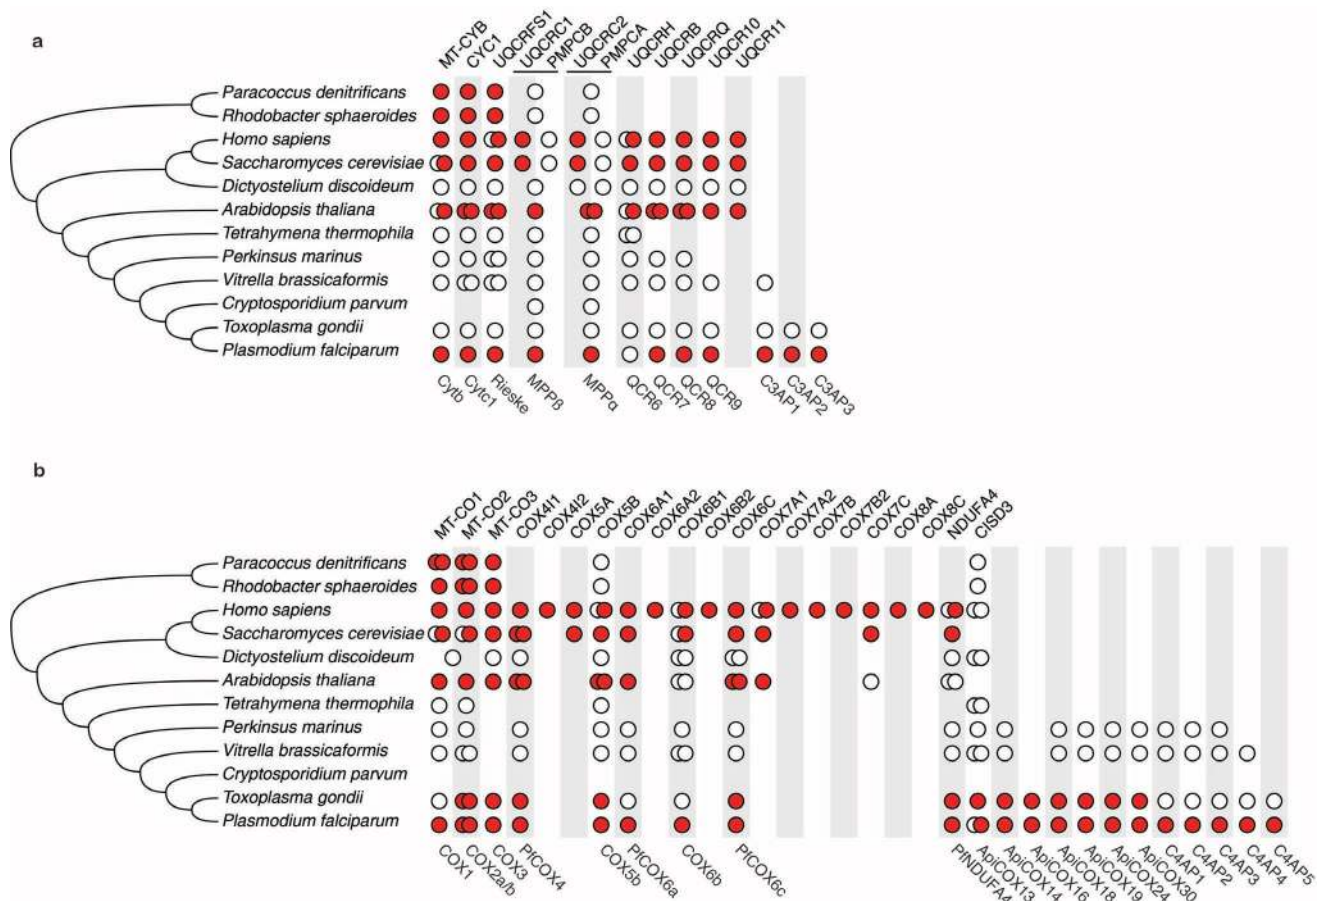 a
MT-CYB
CYC1
UQCRFS1
UQCRC1
PMPCB
UQCRC2
PMPCA
UQCRH
UQCRB
UQCRQ
UQCR10
UQCR11
Paracoccus denitrificans
Rhodobacter sphaeroides
Homo sapiens
Saccharomyces cerevisiae
Dictyostelium discoideum
Arabidopsis thaliana
Tetrahymena thermophila
Perkinsus marinus
Vitrella brassicaformis
Cryptosporidium parvum
Toxoplasma gondii
Plasmodium falciparum
Cytb
Cytc1
Rieske
MPPβ
MPPα
QCR6
QCR7
QCR8
QCR9
C3AP1
C3AP2
C3AP3
b
MT-CO1
MT-CO2
MT-CO3
COX4I1
COX4I2
COX5A
COX5B
COX6A1
COX6A2
COX6B1
COX6B2
COX6C
COX7A1
COX7A2
COX7B
COX7B2
COX7C
COX8A
COX8C
NDUFA4
CISD3
Paracoccus denitrificans
Rhodobacter sphaeroides
Homo sapiens
Saccharomyces cerevisiae
Dictyostelium discoideum
Arabidopsis thaliana
Tetrahymena thermophila
Perkinsus marinus
Vitrella brassicaformis
Cryptosporidium parvum
Toxoplasma gondii
Plasmodium falciparum
COX1
COX2a/b
COX3
PfCOX4
COX5b
PfCOX6a
COX6b
PfCOX6c
PfNDUFA4
ApiCOX13
ApiCOX14
ApiCOX16
ApiCOX18
ApiCOX19
ApiCOX24
ApiCOX30
C4AP1
C4AP2
C4AP3
C4AP4
C4AP5